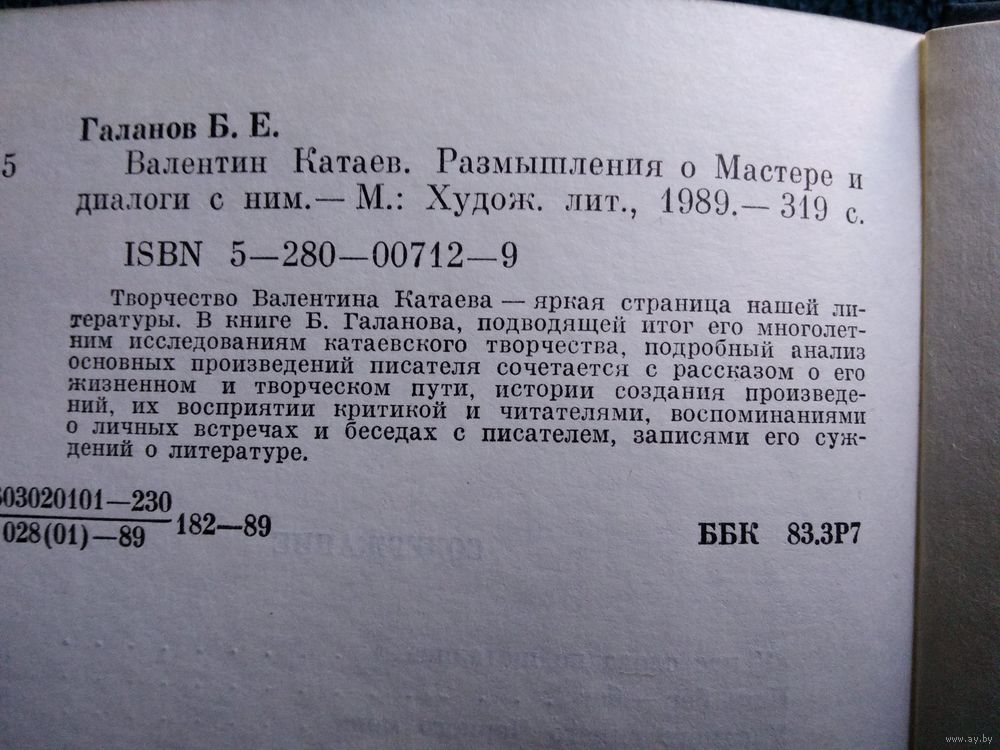 Галанов Б. Е.
5 Валентин Катаев. Размышления о Мастере и
диалоги с ним.— М.: Худож. лит., 1989.— 319 с.
ISBN 5—280—00712—9
Творчество Валентина Катаева — яркая страница нашей ли-
тературы. В книге Б. Галанова, подводящей итог его многолет-
ним исследованиям катаевского творчества, подробный анализ
основных произведений писателя сочетается с рассказом о его
жизненном и творческом пути, истории создания произведе-
ний, их восприятии критикой и читателями, воспоминаниями
о личных встречах и беседах с писателем, записями его суж-
дений о литературе.
603020101—230
028(01)—89
182—89
ББК 83.3Р7
СОДЕРЖАНИЕ
www.ay.by